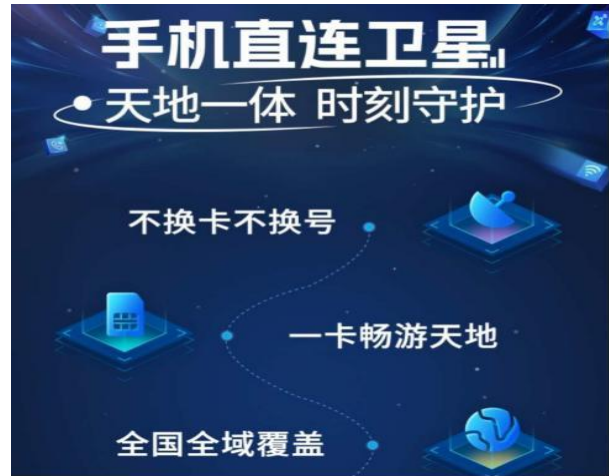 手机直连卫星
天地一体 时刻守护
不换卡不换号
一卡畅游天地
全国全域覆盖